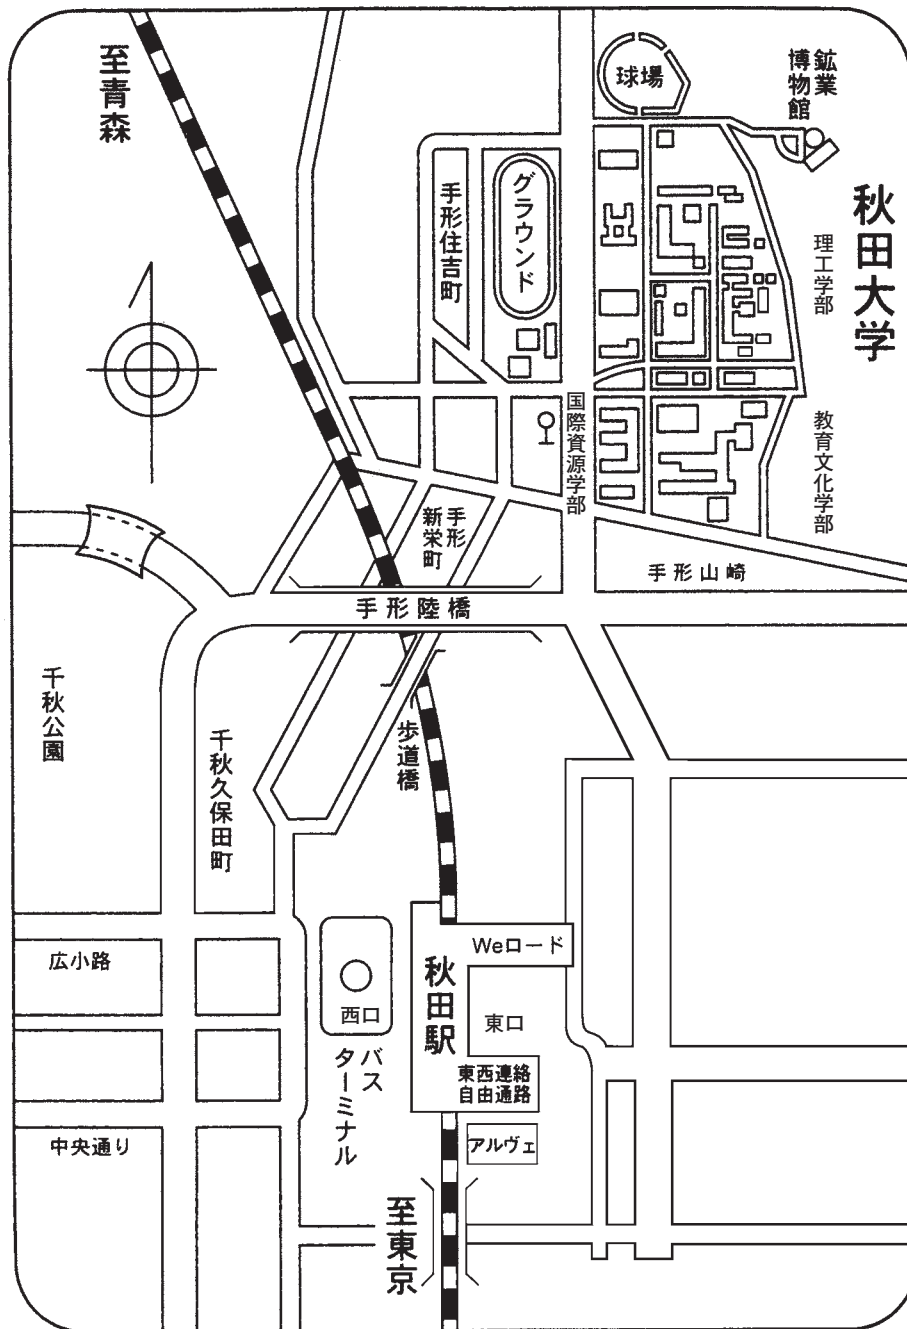 至青森
球場
鉱業
博物館
秋田大学
理工学部
グラウンド
手形住吉町
国際資源学部
教育文化学部
手形
新栄町
手形山崎
手形陸橋
千秋公園
千秋久保田町
歩道橋
Weロード
広小路
秋田駅
西口
東口
バス
ターミナル
東西連絡
自由通路
中央通り
アルヴェ
至東京